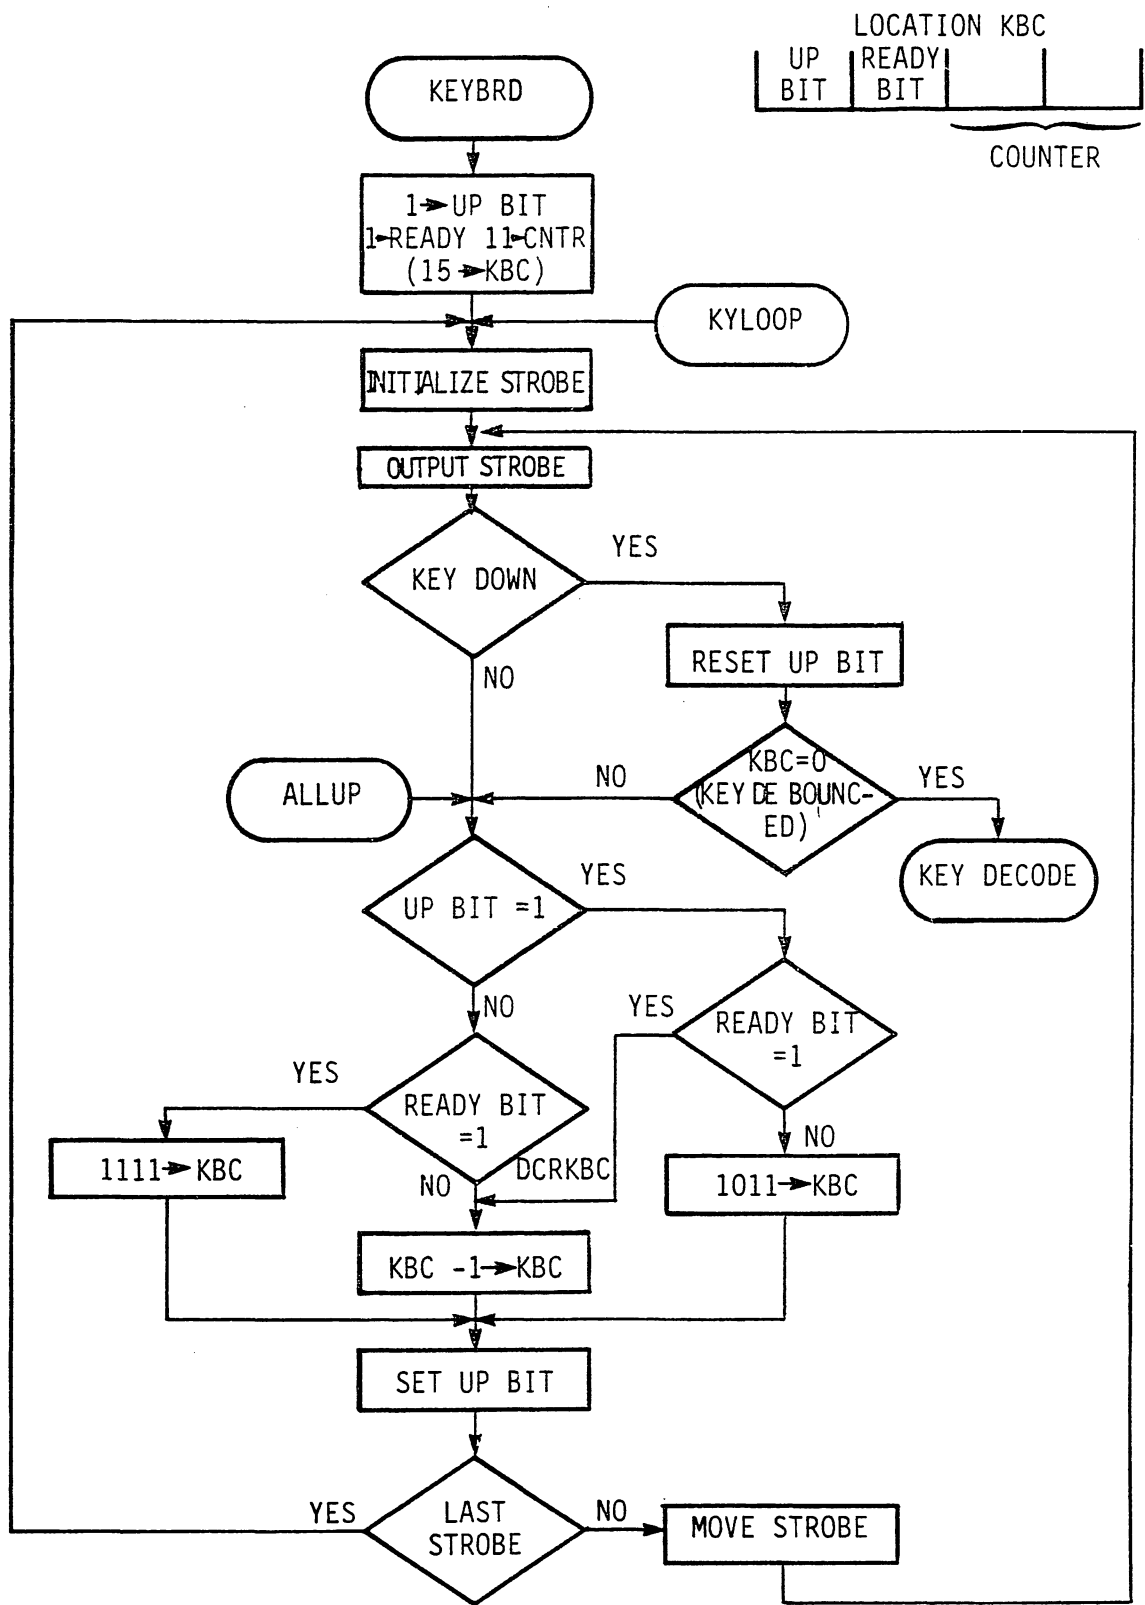 LOCATION KBC
UP BIT
READY BIT
COUNTER
KEYBRD
1→UP BIT
1→READY 11→CNTR
(15→KBC)
KYLOOP
INITIALIZE STROBE
OUTPUT STROBE
KEY DOWN
YES
NO
RESET UP BIT
KBC=0
(KEY DE BOUNC-
ED)
NO
YES
ALLUP
KEY DECODE
UP BIT =1
YES
NO
READY BIT
=1
YES
NO
READY BIT
=1
YES
NO
DCRKBC
1111→KBC
1011→KBC
KBC -1→KBC
SET UP BIT
LAST
STROBE
YES
NO
MOVE STROBE